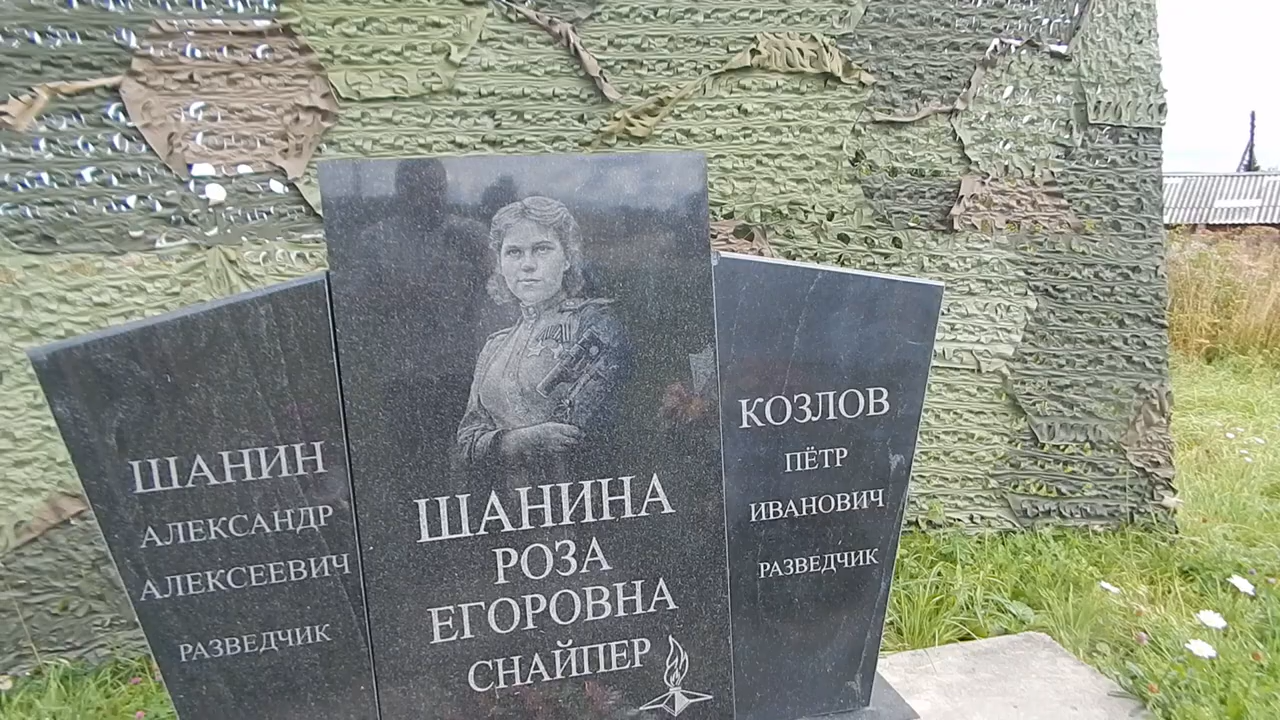 ШАНИН
АЛЕКСАНДР
АЛЕКСЕЕВИЧ
РАЗВЕДЧИК
ШАНИНА
РОЗА
ЕГОРОВНА
СНАЙПЕР
КОЗЛОВ
ПЁТР
ИВАНОВИЧ
РАЗВЕДЧИК